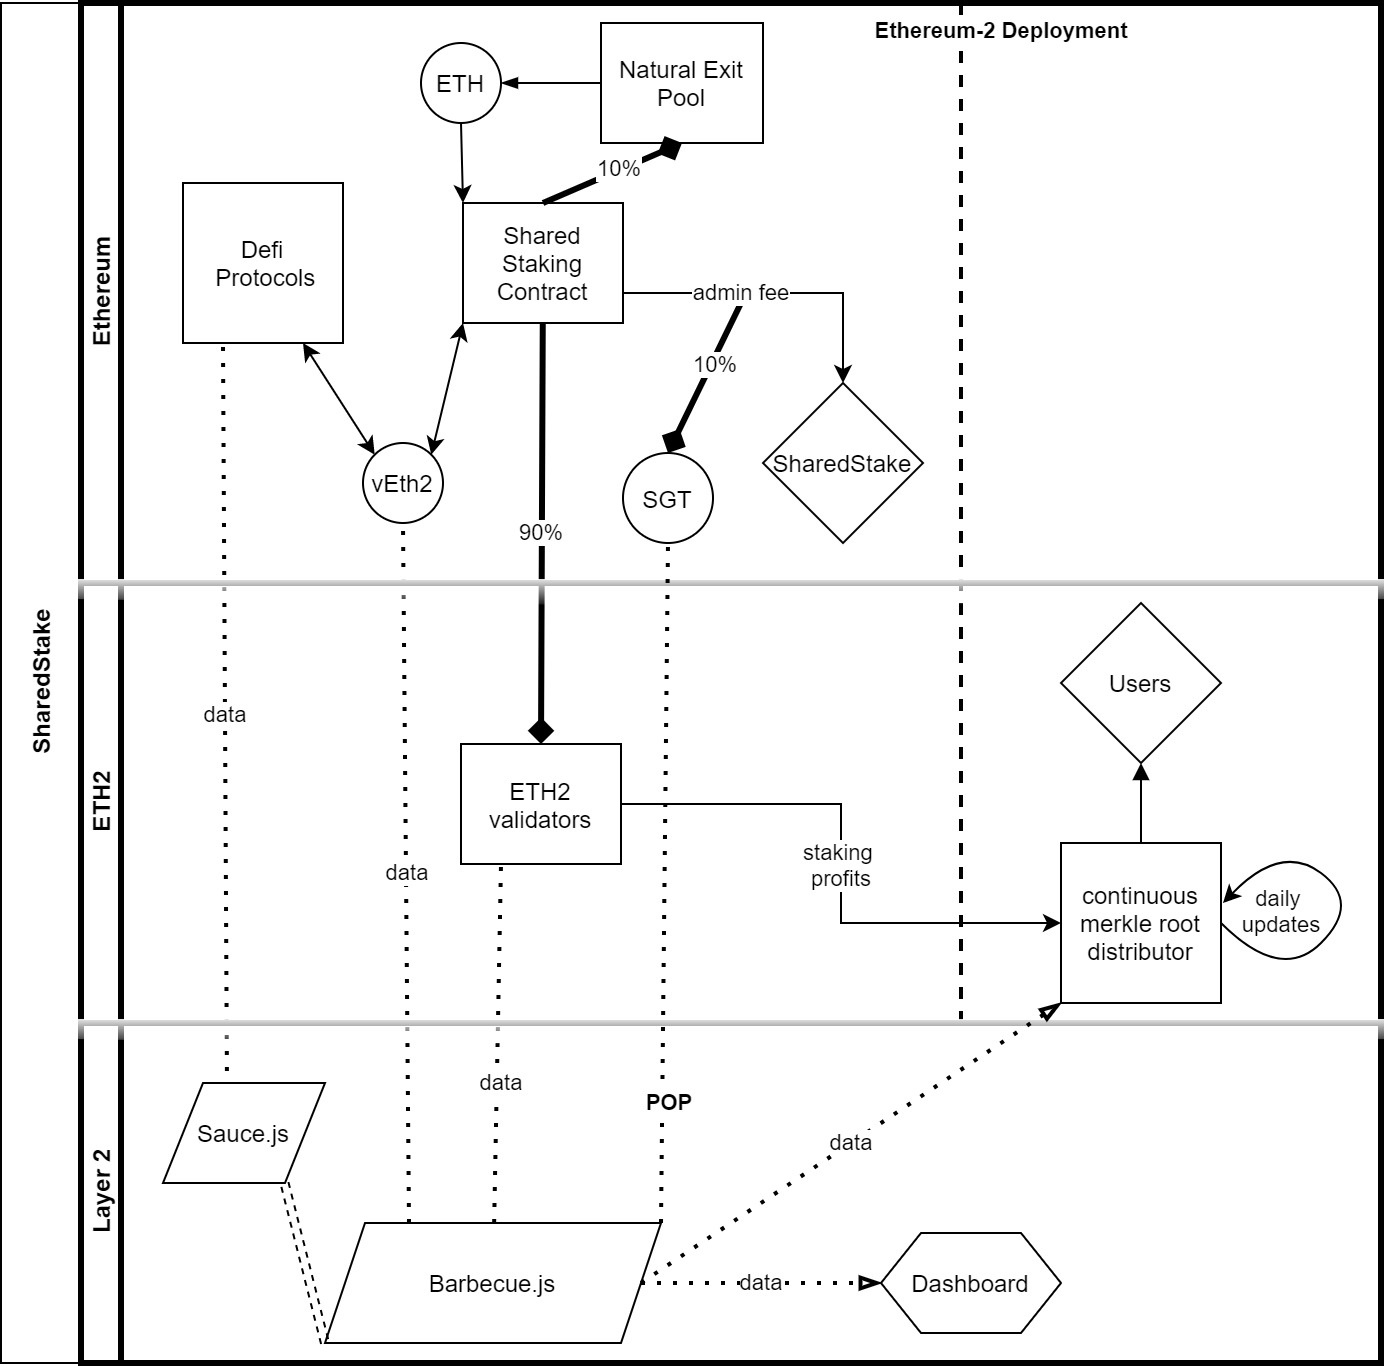 Ethereum-2 Deployment
Natural Exit
Pool
ETH
10%
Defi
Protocols
Shared
Staking
Contract
admin fee
10%
SharedStake
vEth2
SGT
90%
Ethereum
SharedStake
ETH2
Users
data
data
ETH2
validators
staking
profits
continuous
merkle root
distributor
daily
updates
Layer 2
data
POP
data
Sauce.js
Barbecue.js
data
Dashboard